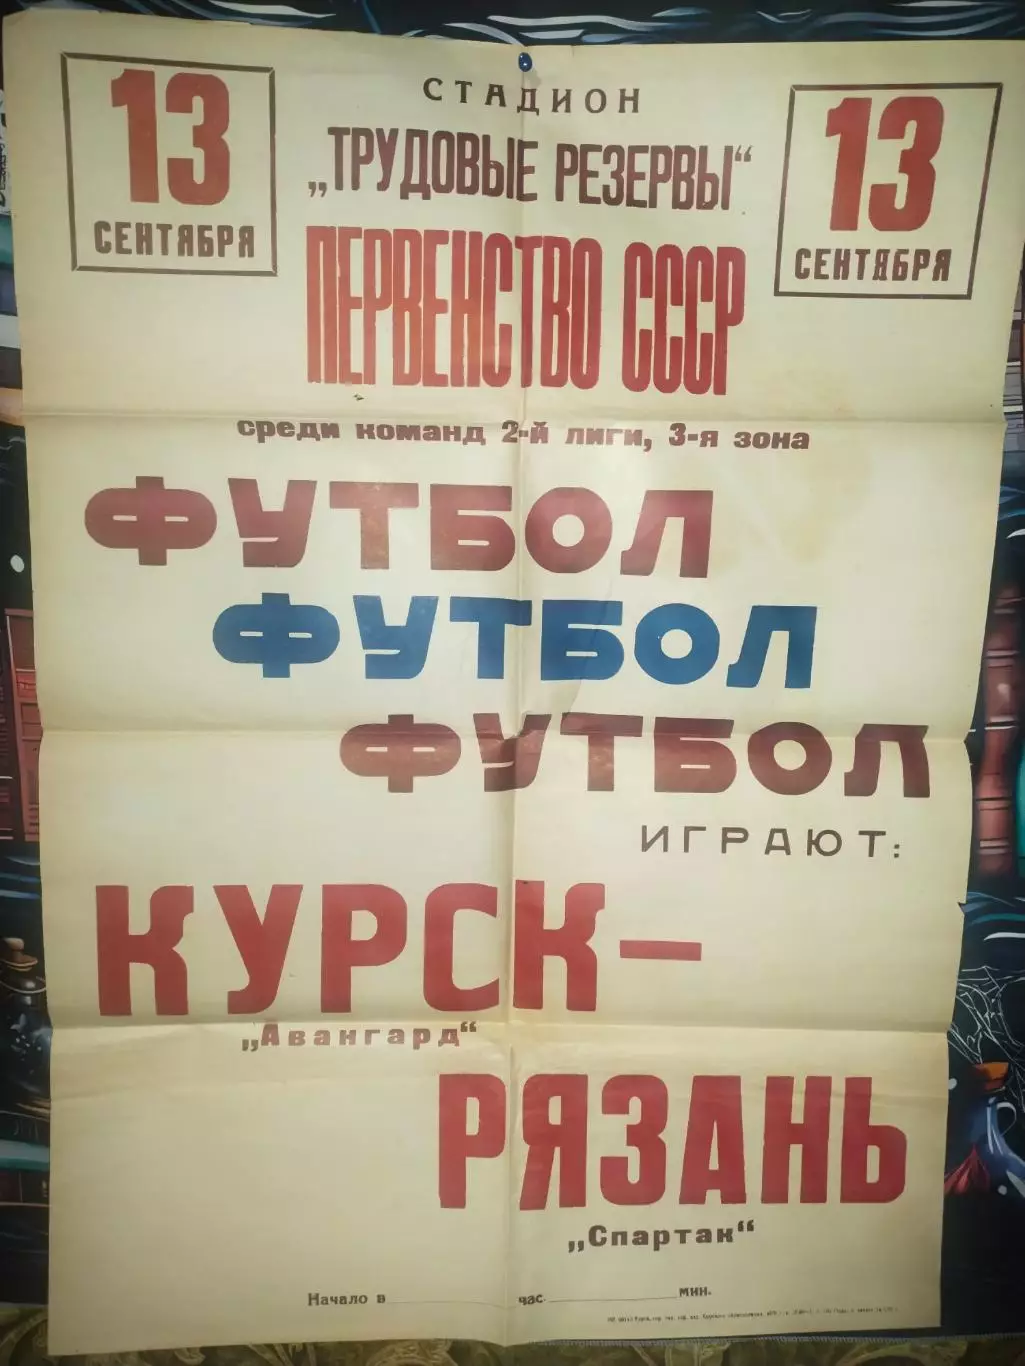 13
СЕНТЯБРЯ
13
СЕНТЯБРЯ
СТАДИОН
„ТРУДОВЫЕ РЕЗЕРВЫ“
ПЕРВЕНСТВО СССР
среди команд 2-й лиги, 3-я зона
ФУТБОЛ
ФУТБОЛ
ФУТБОЛ
ИГРАЮТ:
КУРСК—
„Авангард“
РЯЗАНЬ
„Спартак“
Начало в час. мин.